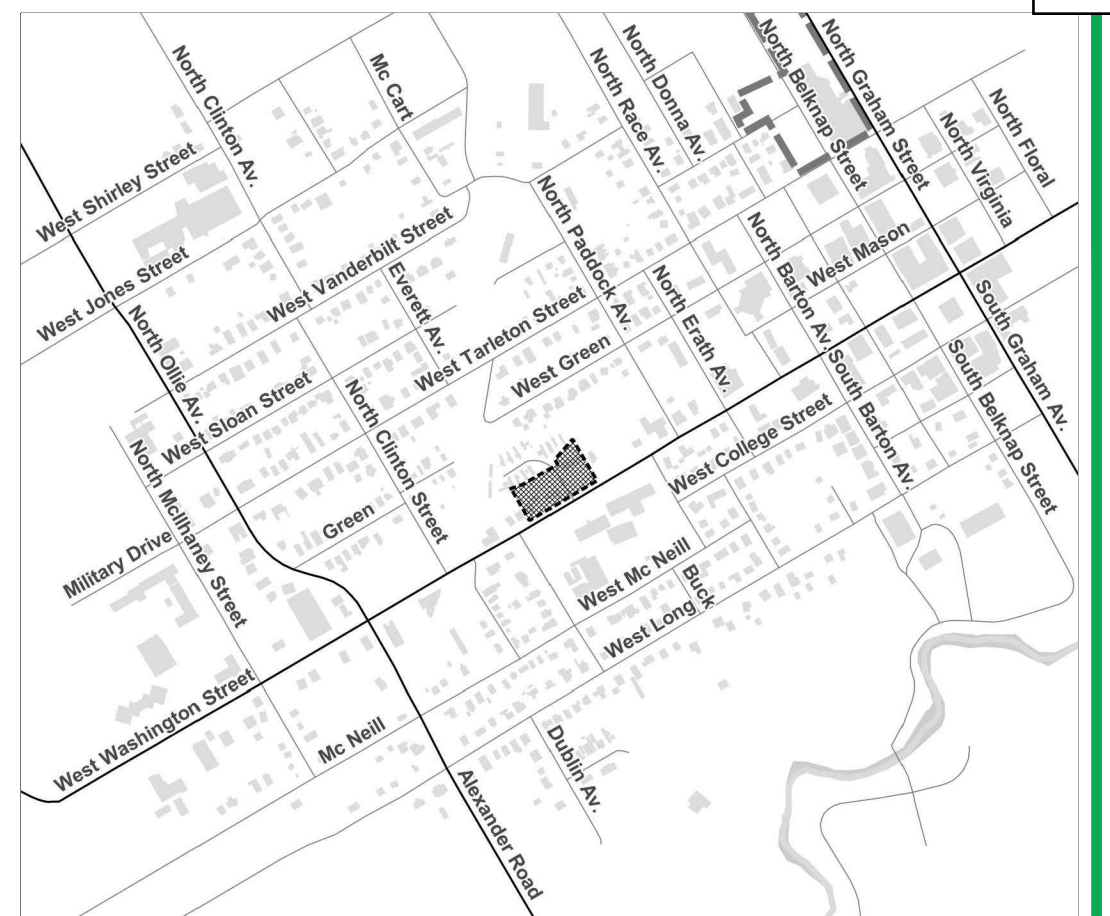 North Clinton Av.
Mc Cart
North Race Av.
North Donna Av.
North Belknap Street
North Graham Street
North Virginia
North Floral
West Shirley Street
West Jones Street
West Vanderbilt Street
Everett Av.
North Paddock Av.
North Erath Av.
North Barton Av.
West Mason
North Ollie Av.
West Sloan Street
North Clinton Street
West Tarleton Street
West Green
South Barton Av.
South Belknap Street
South Graham Av.
West College Street
North McIlhaney Street
Military Drive
Green
West Mc Neill
Buck
West Long
West Washington Street
Mc Neill
Dublin Av.
Alexander Road